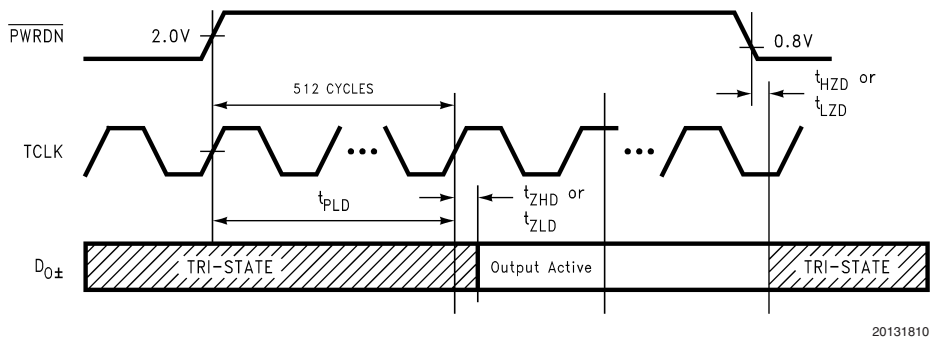 PWRDN
2.0V
0.8V
512 CYCLES
tHZD or
tLZD
TCLK
•••
•••
tPLD
tZHD or
tZLD
DO±
TRI-STATE
Output Active
TRI-STATE
20131810